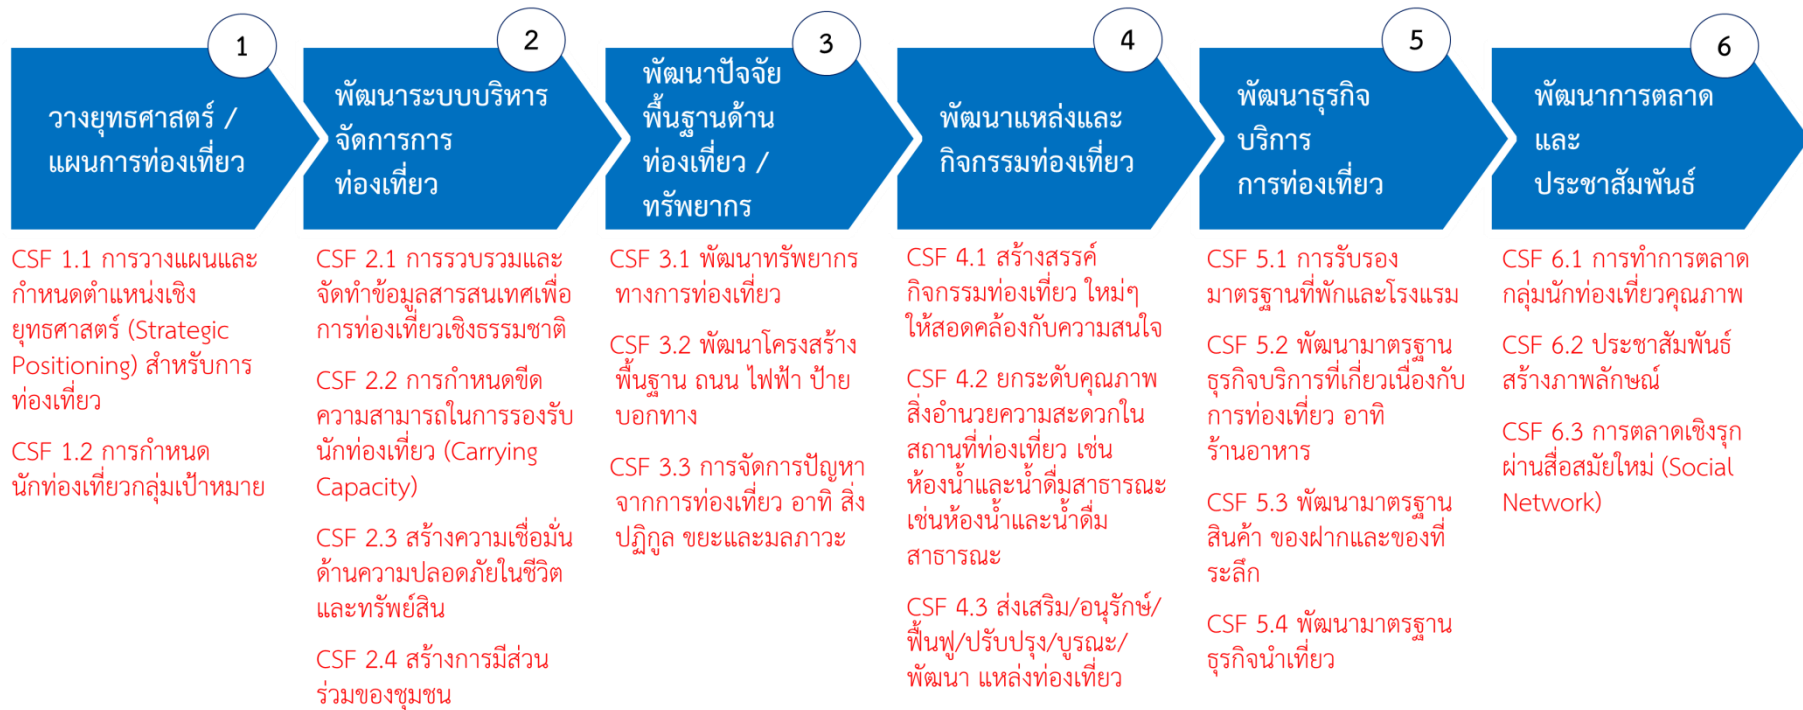 1
วางยุทธศาสตร์ /
แผนการท่องเที่ยว
CSF 1.1 การวางแผนและ
กำหนดตำแหน่งเชิง
ยุทธศาสตร์ (Strategic
Positioning) สำหรับการ
ท่องเที่ยว
CSF 1.2 การกำหนด
นักท่องเที่ยวกลุ่มเป้าหมาย
2
พัฒนาระบบบริหาร
จัดการการ
ท่องเที่ยว
CSF 2.1 การรวบรวมและ
จัดทำข้อมูลสารสนเทศเพื่อ
การท่องเที่ยวเชิงธรรมชาติ
CSF 2.2 การกำหนดขีด
ความสามารถในการรองรับ
นักท่องเที่ยว (Carrying
Capacity)
CSF 2.3 สร้างความเชื่อมั่น
ด้านความปลอดภัยในชีวิต
และทรัพย์สิน
CSF 2.4 สร้างการมีส่วน
ร่วมของชุมชน
3
พัฒนาปัจจัย
พื้นฐานด้าน
ท่องเที่ยว /
ทรัพยากร
CSF 3.1 พัฒนาทรัพยากร
ทางการท่องเที่ยว
CSF 3.2 พัฒนาโครงสร้าง
พื้นฐาน ถนน ไฟฟ้า ป้าย
บอกทาง
CSF 3.3 การจัดการปัญหา
จากการท่องเที่ยว อาทิ สิ่ง
ปฏิกูล ขยะและมลภาวะ
4
พัฒนาแหล่งและ
กิจกรรมท่องเที่ยว
CSF 4.1 สร้างสรรค์
กิจกรรมท่องเที่ยว ใหม่ๆ
ให้สอดคล้องกับความสนใจ
CSF 4.2 ยกระดับคุณภาพ
สิ่งอำนวยความสะดวกใน
สถานที่ท่องเที่ยว เช่น
ห้องน้ำและน้ำดื่มสาธารณะ
เช่นห้องน้ำและน้ำดื่ม
สาธารณะ
CSF 4.3 ส่งเสริม/อนุรักษ์/
ฟื้นฟู/ปรับปรุง/บูรณะ/
พัฒนา แหล่งท่องเที่ยว
5
พัฒนาธุรกิจ
บริการ
การท่องเที่ยว
CSF 5.1 การรับรอง
มาตรฐานที่พักและโรงแรม
CSF 5.2 พัฒนามาตรฐาน
ธุรกิจบริการที่เกี่ยวเนื่องกับ
การท่องเที่ยว อาทิ
ร้านอาหาร
CSF 5.3 พัฒนามาตรฐาน
สินค้า ของฝากและของที่
ระลึก
CSF 5.4 พัฒนามาตรฐาน
ธุรกิจนำเที่ยว
6
พัฒนาการตลาด
และ
ประชาสัมพันธ์
CSF 6.1 การทำการตลาด
กลุ่มนักท่องเที่ยวคุณภาพ
CSF 6.2 ประชาสัมพันธ์
สร้างภาพลักษณ์
CSF 6.3 การตลาดเชิงรุก
ผ่านสื่อสมัยใหม่ (Social
Network)